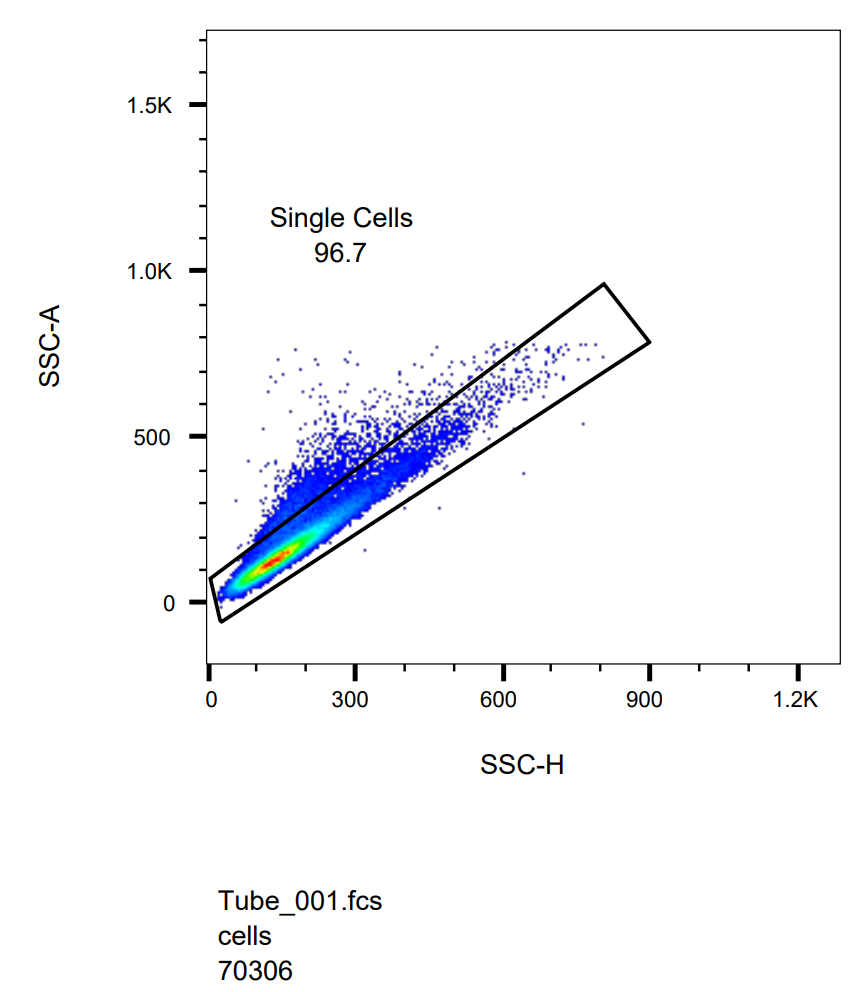 1.5K
Single Cells
96.7
1.0K
SSC-A
500
0
0 300 600 900 1.2K
SSC-H
Tube_001.fcs
cells
70306